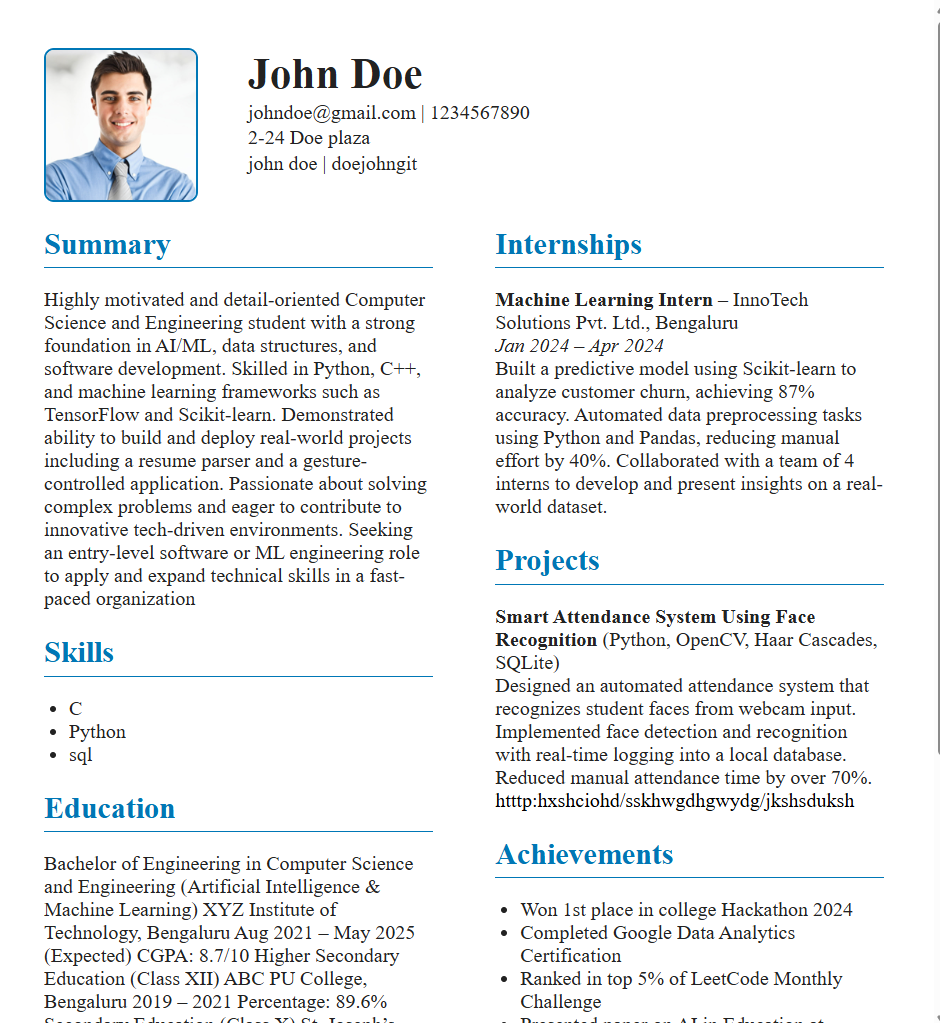 John Doe
johndoe@gmail.com | 1234567890
2-24 Doe plaza
john doe | doejohngit
Summary
Highly motivated and detail-oriented Computer
Science and Engineering student with a strong
foundation in AI/ML, data structures, and
software development. Skilled in Python, C++,
and machine learning frameworks such as
TensorFlow and Scikit-learn. Demonstrated
ability to build and deploy real-world projects
including a resume parser and a gesture-
controlled application. Passionate about solving
complex problems and eager to contribute to
innovative tech-driven environments. Seeking
an entry-level software or ML engineering role
to apply and expand technical skills in a fast-
paced organization
Skills
• C
• Python
• sql
Education
Bachelor of Engineering in Computer Science
and Engineering (Artificial Intelligence &
Machine Learning) XYZ Institute of
Technology, Bengaluru Aug 2021 – May 2025
(Expected) CGPA: 8.7/10 Higher Secondary
Education (Class XII) ABC PU College,
Bengaluru 2019 – 2021 Percentage: 89.6%
Secondary Education (Class X) St. Joseph’s
Internships
Machine Learning Intern – InnoTech
Solutions Pvt. Ltd., Bengaluru
Jan 2024 – Apr 2024
Built a predictive model using Scikit-learn to
analyze customer churn, achieving 87%
accuracy. Automated data preprocessing tasks
using Python and Pandas, reducing manual
effort by 40%. Collaborated with a team of 4
interns to develop and present insights on a real-
world dataset.
Projects
Smart Attendance System Using Face
Recognition (Python, OpenCV, Haar Cascades,
SQLite)
Designed an automated attendance system that
recognizes student faces from webcam input.
Implemented face detection and recognition
with real-time logging into a local database.
Reduced manual attendance time by over 70%.
htttp:hxshciohd/sskhwgdhgwydg/jkshsduksh
Achievements
• Won 1st place in college Hackathon 2024
• Completed Google Data Analytics
Certification
• Ranked in top 5% of LeetCode Monthly
Challenge
• Presented paper on AI in Education at